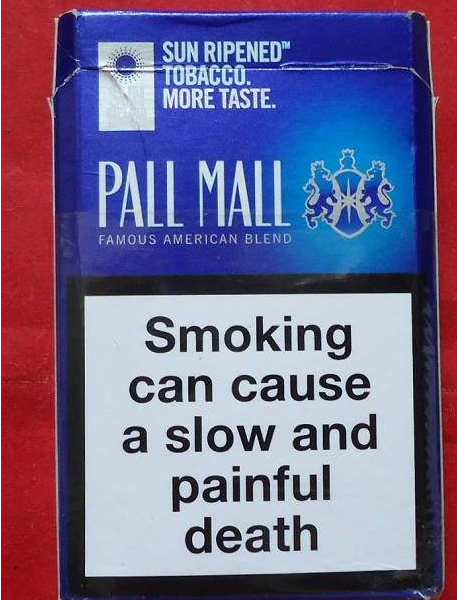 SUN RIPENED™
TOBACCO.
MORE TASTE.
PALL MALL
FAMOUS AMERICAN BLEND
Smoking
can cause
a slow and
painful
death